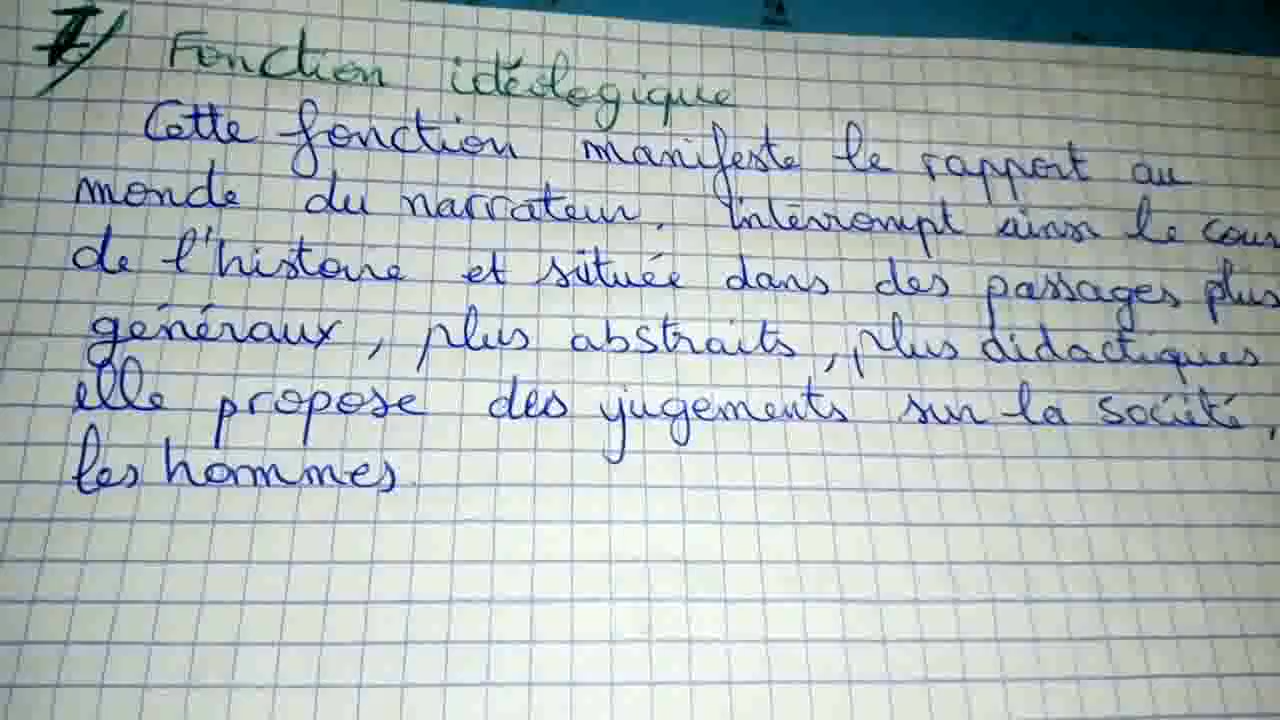 Fonction idéologique
Cette fonction manifeste le rapport au
monde du narrateur. Interrompt ainsi le cour
de l'histoire et située dans des passages plus
généraux, plus abstraits, plus didactiques
elle propose des jugements sur la société,
les hommes